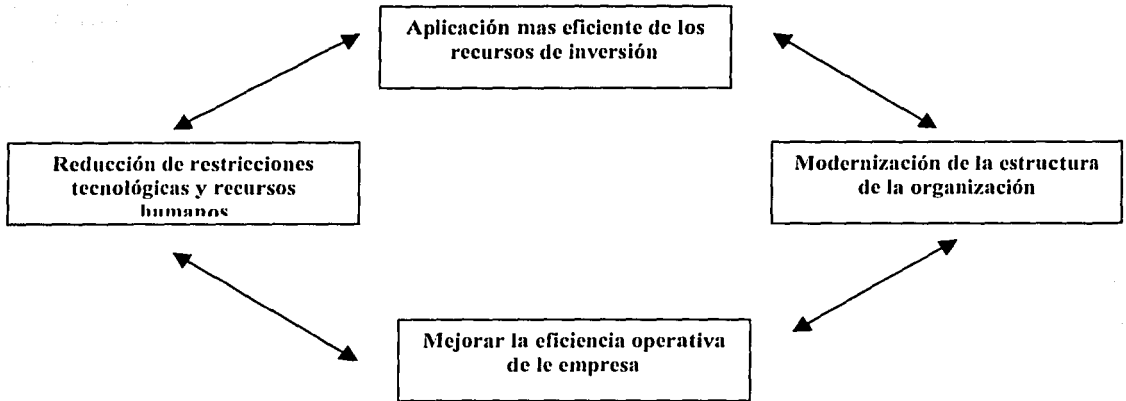 Aplicación mas eficiente de los
recursos de inversión
Reducción de restricciones
tecnológicas y recursos
humanos
Modernización de la estructura
de la organización
Mejorar la eficiencia operativa
de le empresa